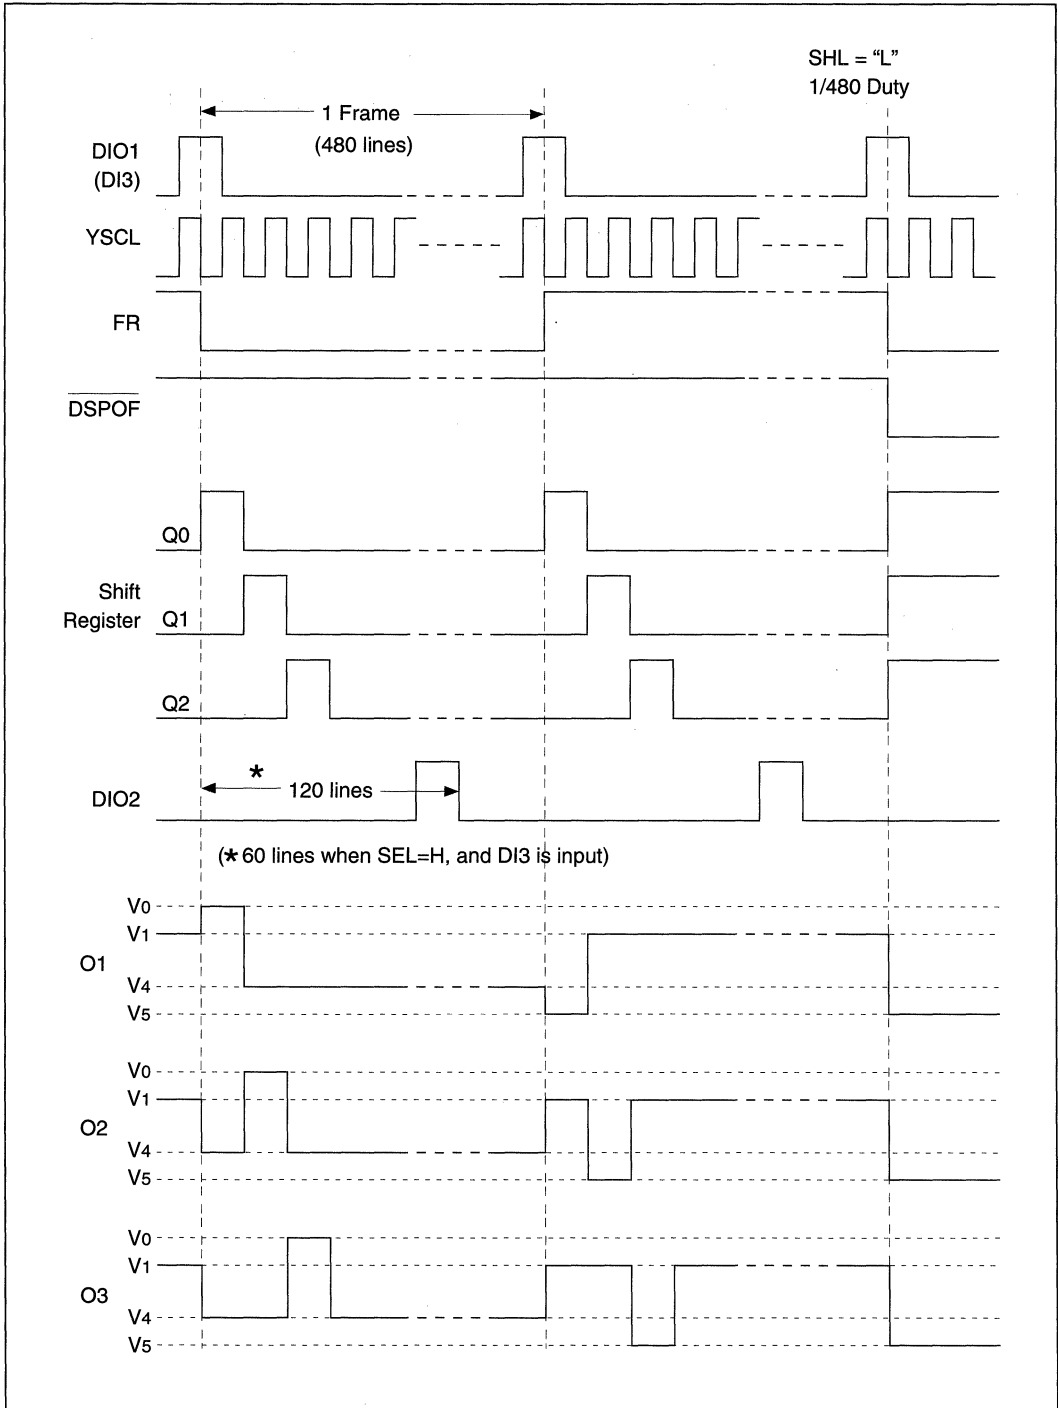 SHL = “L”
1/480 Duty
1 Frame
(480 lines)
DIO1
(DI3)
YSCL
FR
DSPOF
Q0
Shift
Register
Q1
Q2
DIO2
* 120 lines
(* 60 lines when SEL=H, and DI3 is input)
V0
V1
O1
V4
V5
V0
V1
O2
V4
V5
V0
V1
O3
V4
V5